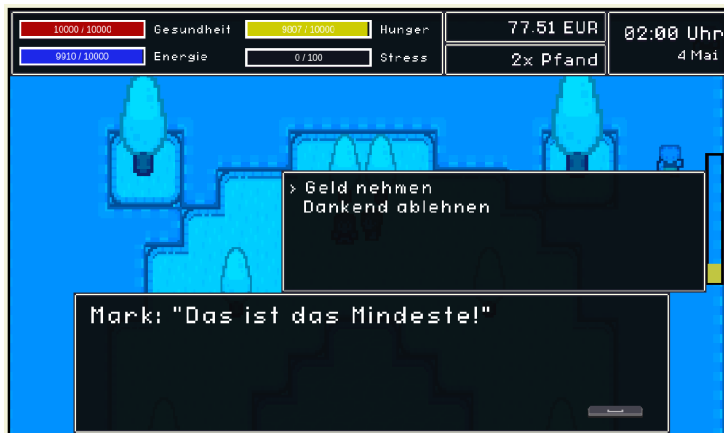 10000 / 10000 Gesundheit 9007 / 10000 Hunger 77.51 EUR 02:00 Uhr
9910 / 10000 Energie 0 / 100 Stress 2x Pfand 4 Mai
> Geld nehmen
Dankend ablehnen
Mark: "Das ist das Mindeste!"